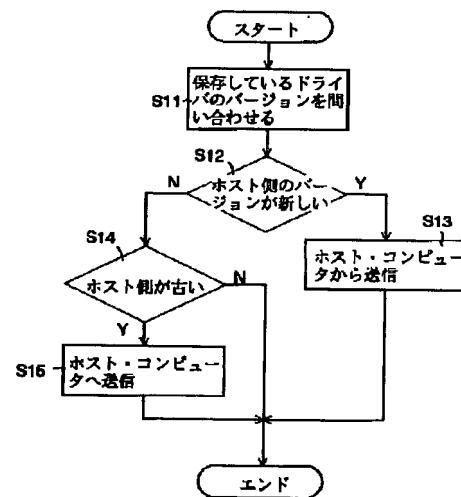 スタート
S11
保存しているドライ
バのバージョンを問
い合わせる
S12
ホスト側のバー
ジョンが新しい
N
Y
S13
ホスト・コンピュー
タから送信
S14
ホスト側が古い
N
Y
S15
ホスト・コンピュー
タへ送信
エンド